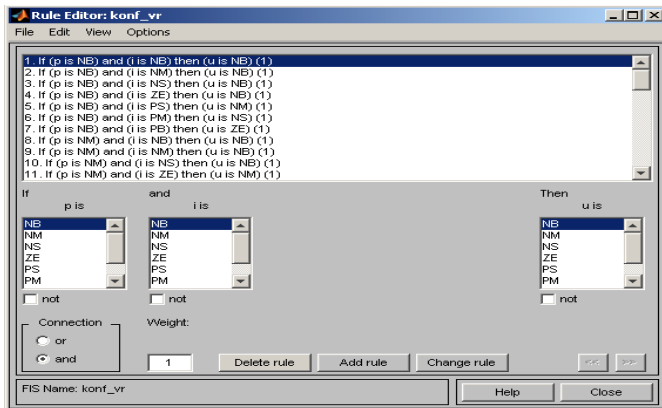 Rule Editor: konf_vr
File Edit View Options
1. If (p is NB) and (i is NB) then (u is NB) (1)
2. If (p is NB) and (i is NM) then (u is NB) (1)
3. If (p is NB) and (i is NS) then (u is NB) (1)
4. If (p is NB) and (i is ZE) then (u is NB) (1)
5. If (p is NB) and (i is PS) then (u is NM) (1)
6. If (p is NB) and (i is PM) then (u is NS) (1)
7. If (p is NB) and (i is PB) then (u is ZE) (1)
8. If (p is NM) and (i is NB) then (u is NB) (1)
9. If (p is NM) and (i is NM) then (u is NB) (1)
10. If (p is NM) and (i is NS) then (u is NB) (1)
11. If (p is NM) and (i is ZE) then (u is NM) (1)
If and Then
p is i is u is
NB NB NB
NM NM NM
NS NS NS
ZE ZE ZE
PS PS PS
PM PM PM
not not not
Connection Weight:
or
and 1 Delete rule Add rule Change rule << >>
FIS Name: konf_vr Help Close